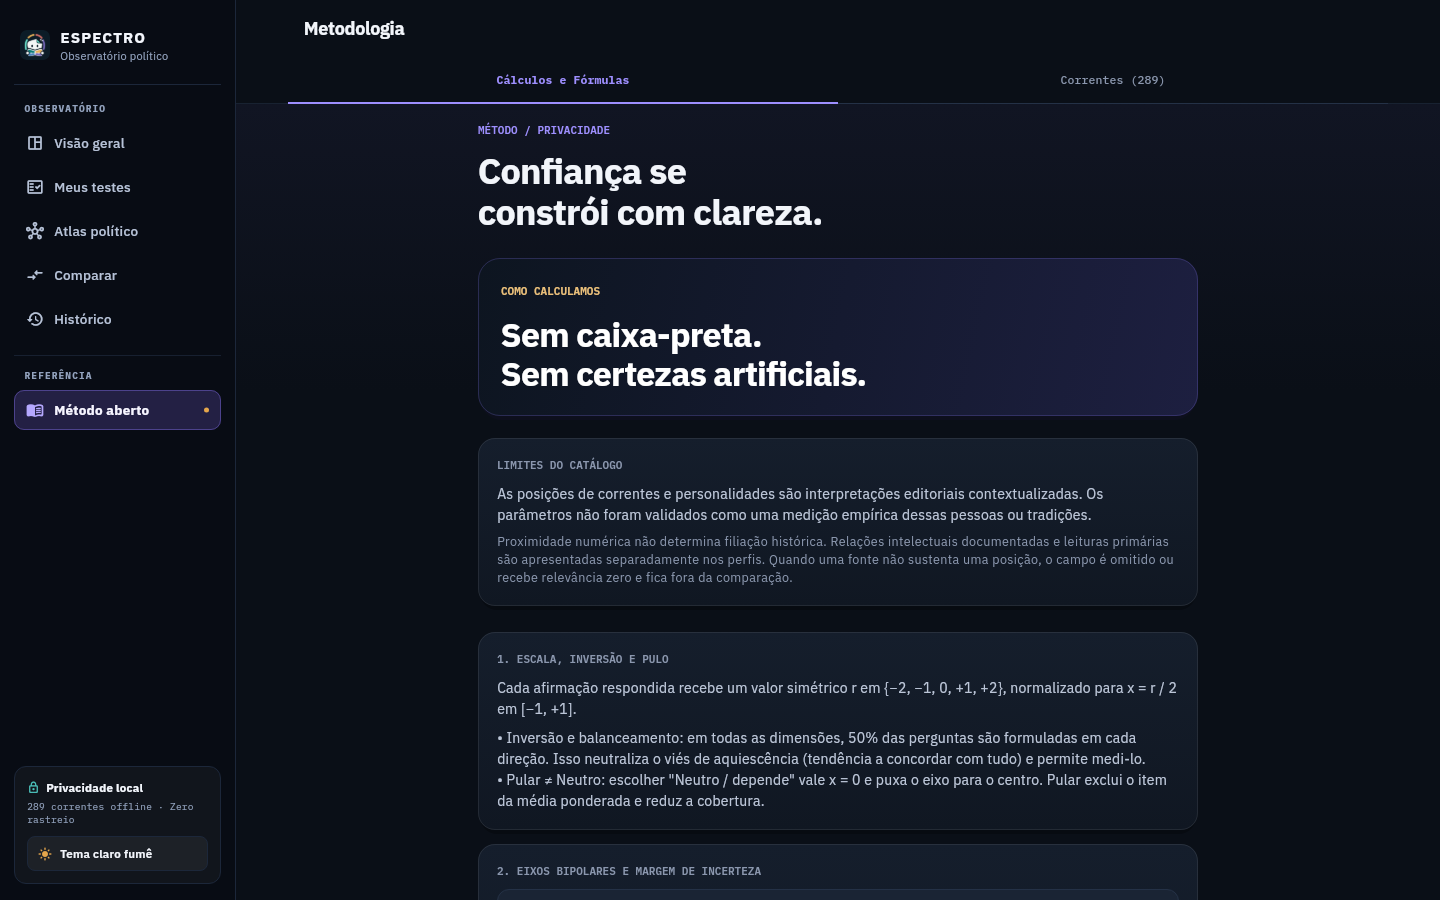 ESPECTRO
Observatório político
OBSERVATÓRIO
Visão geral
Meus testes
Atlas político
Comparar
Histórico
REFERÊNCIA
Método aberto
Privacidade local
289 correntes offline · Zero
rastreio
Tema claro fumê
Metodologia
Cálculos e Fórmulas
Correntes (289)
MÉTODO / PRIVACIDADE
Confiança se
constrói com clareza.
COMO CALCULAMOS
Sem caixa-preta.
Sem certezas artificiais.
LIMITES DO CATÁLOGO
As posições de correntes e personalidades são interpretações editoriais contextualizadas. Os
parâmetros não foram validados como uma medição empírica dessas pessoas ou tradições.
Proximidade numérica não determina filiação histórica. Relações intelectuais documentadas e leituras primárias
são apresentadas separadamente nos perfis. Quando uma fonte não sustenta uma posição, o campo é omitido ou
recebe relevância zero e fica fora da comparação.
1. ESCALA, INVERSÃO E PULO
Cada afirmação respondida recebe um valor simétrico r em {−2, −1, 0, +1, +2}, normalizado para x = r / 2
em [−1, +1].
• Inversão e balanceamento: em todas as dimensões, 50% das perguntas são formuladas em cada
direção. Isso neutraliza o viés de aquiescência (tendência a concordar com tudo) e permite medi-lo.
• Pular ≠ Neutro: escolher "Neutro / depende" vale x = 0 e puxa o eixo para o centro. Pular exclui o item
da média ponderada e reduz a cobertura.
2. EIXOS BIPOLARES E MARGEM DE INCERTEZA